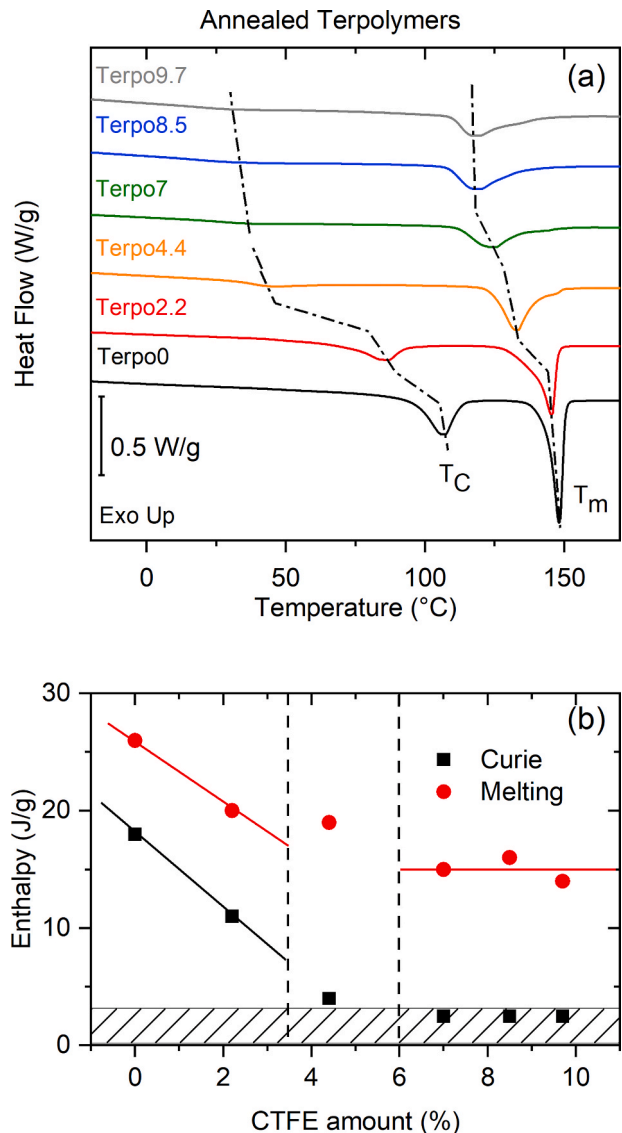 Annealed Terpolymers
(a)
Terpo9.7
Terpo8.5
Terpo7
Terpo4.4
Terpo2.2
Terpo0
Heat Flow (W/g)
0.5 W/g
T_C
T_m
Exo Up
0 50 100 150
Temperature (°C)
(b)
30
20
10
0
Curie
Melting
Enthalpy (J/g)
0 2 4 6 8 10
CTFE amount (%)